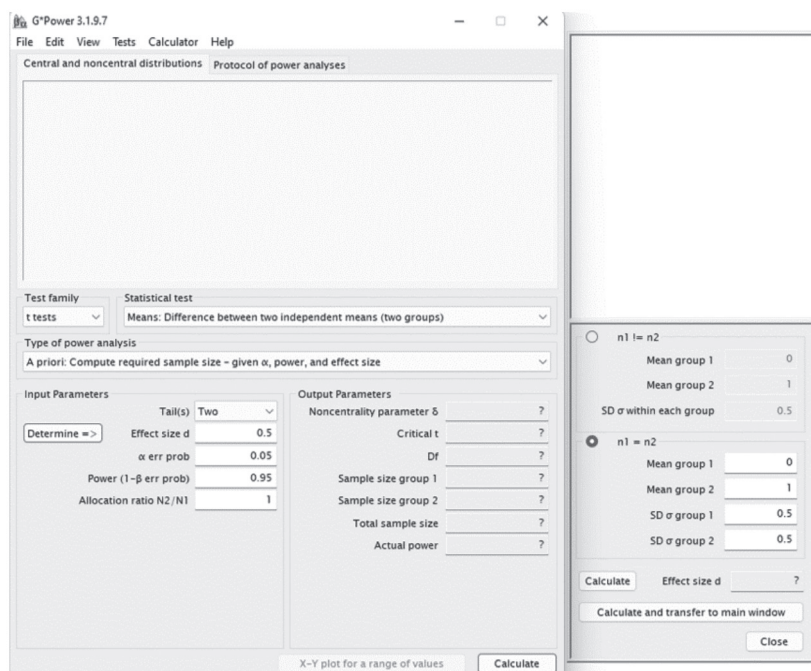 G*Power 3.1.9.7
File Edit View Tests Calculator Help
Central and noncentral distributions Protocol of power analyses
Test family
t tests
Statistical test
Means: Difference between two independent means (two groups)
Type of power analysis
A priori: Compute required sample size – given α, power, and effect size
Input Parameters
Tail(s) Two
Determine => Effect size d 0.5
α err prob 0.05
Power (1-β err prob) 0.95
Allocation ratio N2/N1 1
Output Parameters
Noncentrality parameter δ ?
Critical t ?
Df ?
Sample size group 1 ?
Sample size group 2 ?
Total sample size ?
Actual power ?
X-Y plot for a range of values Calculate
n1 != n2
Mean group 1 0
Mean group 2 1
SD σ within each group 0.5
n1 = n2
Mean group 1 0
Mean group 2 1
SD σ group 1 0.5
SD σ group 2 0.5
Calculate Effect size d ?
Calculate and transfer to main window
Close